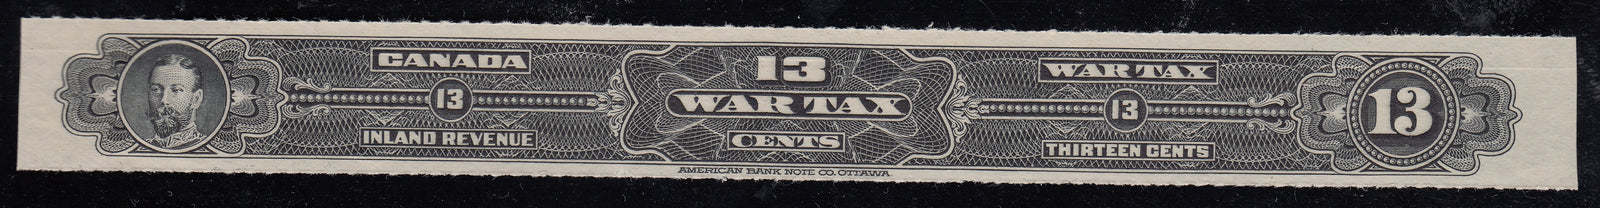 CANADA
13
INLAND REVENUE
13
WAR TAX
CENTS
WAR TAX
13
THIRTEEN CENTS
13
AMERICAN BANK NOTE CO. OTTAWA